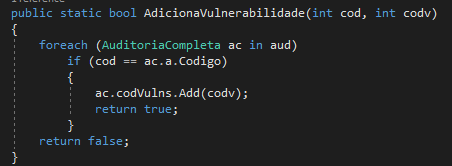 public static bool AdicionaVulnerabilidade(int cod, int codv)
{
foreach (AuditoriaCompleta ac in aud)
if (cod == ac.a.Codigo)
{
ac.codVulns.Add(codv);
return true;
}
return false;
}